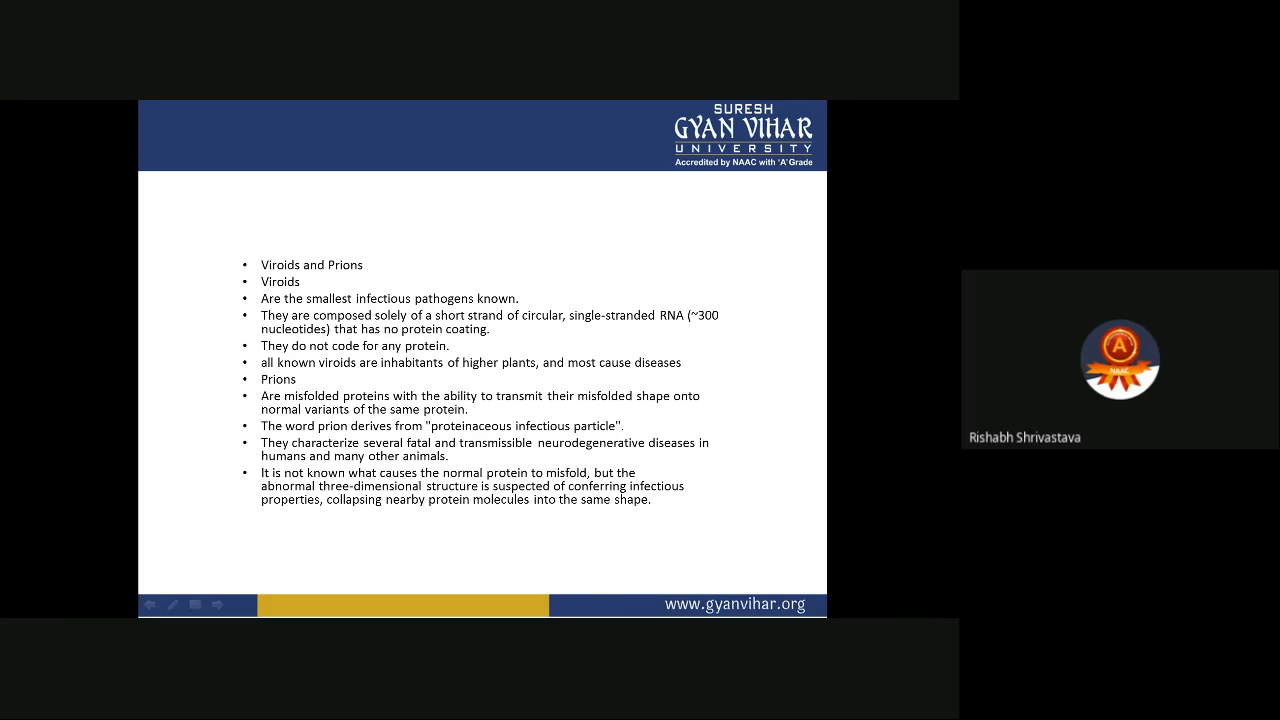 SURESH
GYAN VIHAR
UNIVERSITY
Accredited by NAAC with 'A' Grade
• Viroids and Prions
• Viroids
• Are the smallest infectious pathogens known.
• They are composed solely of a short strand of circular, single-stranded RNA (~300
nucleotides) that has no protein coating.
• They do not code for any protein.
• all known viroids are inhabitants of higher plants, and most cause diseases
• Prions
• Are misfolded proteins with the ability to transmit their misfolded shape onto
normal variants of the same protein.
• The word prion derives from "proteinaceous infectious particle".
• They characterize several fatal and transmissible neurodegenerative diseases in
humans and many other animals.
• It is not known what causes the normal protein to misfold, but the
abnormal three-dimensional structure is suspected of conferring infectious
properties, collapsing nearby protein molecules into the same shape.
www.gyanvihar.org
A
NAAC
Rishabh Shrivastava